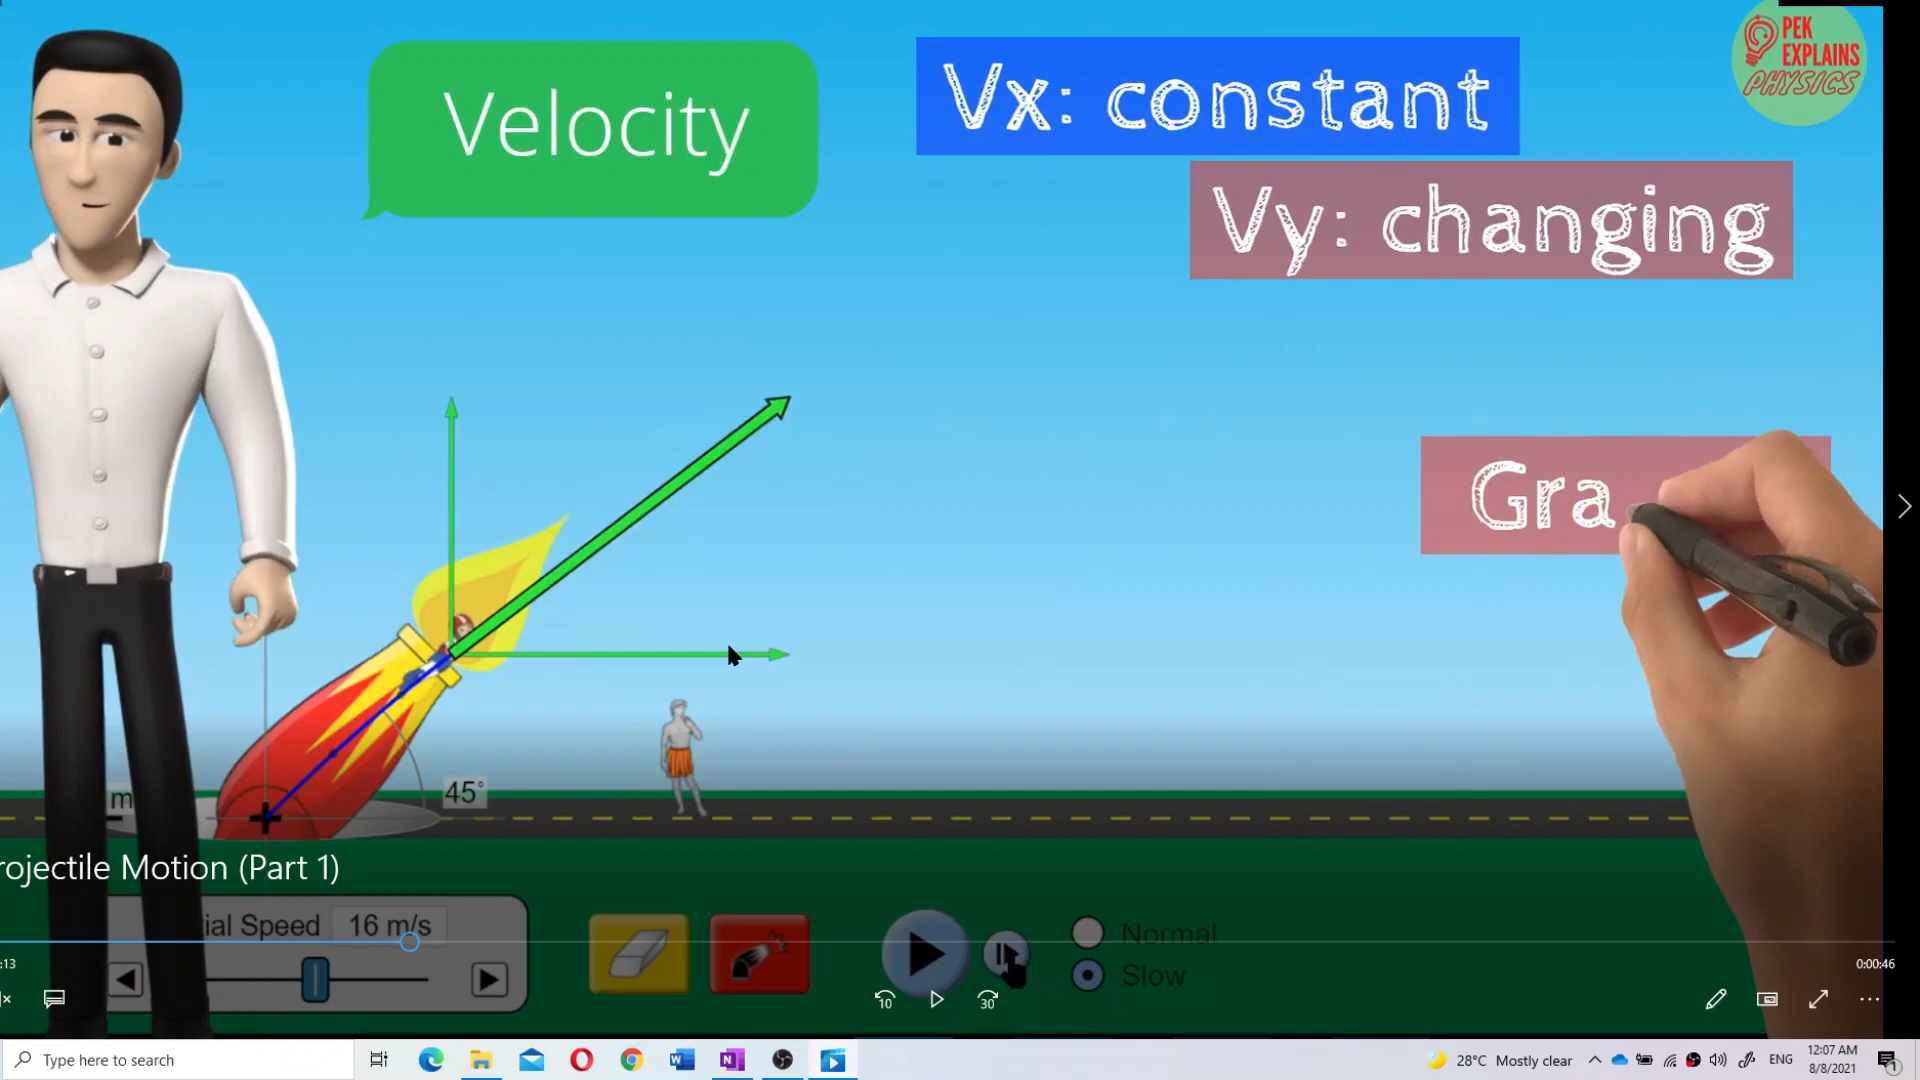 Velocity
Vx: constant
PEK
EXPLAINS
PHYSICS
Vy: changing
Gra
m
45°
rojectile Motion (Part 1)
ial Speed
16 m/s
Normal
Slow
:13
0:00:46
10
30
Type here to search
28°C Mostly clear
ENG
12:07 AM
8/8/2021
1